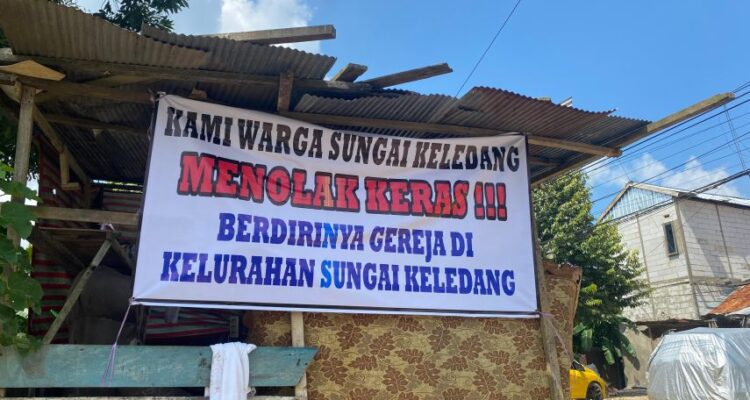 KAMI WARGA SUNGAI KELEDANG
MENOLAK KERAS !!!
BERDIRINYA GEREJA DI
KELURAHAN SUNGAI KELEDANG